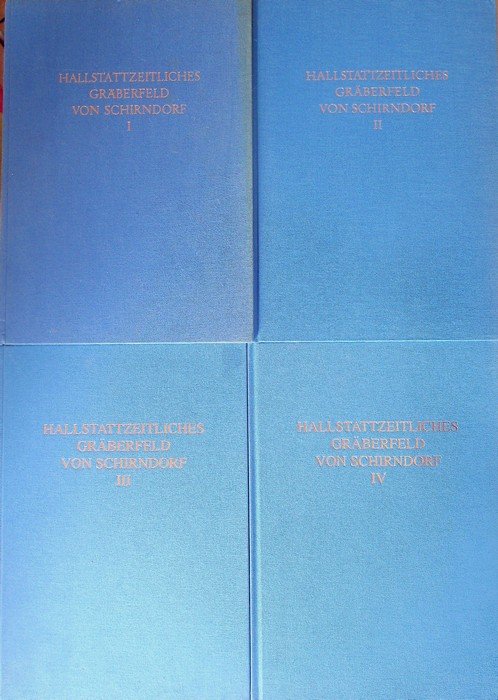 HALLSTATTZEITLICHES
GRÄBERFELD
VON SCHIRNDORF
I
HALLSTATTZEITLICHES
GRÄBERFELD
VON SCHIRNDORF
II
HALLSTATTZEITLICHES
GRÄBERFELD
VON SCHIRNDORF
III
HALLSTATTZEITLICHES
GRÄBERFELD
VON SCHIRNDORF
IV